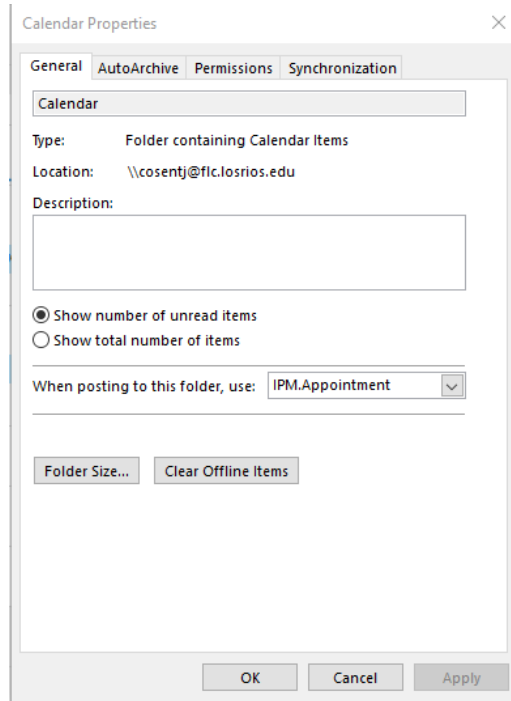 Calendar Properties
General AutoArchive Permissions Synchronization
Calendar
Type: Folder containing Calendar Items
Location: \\cosentj@flc.losrios.edu
Description:
Show number of unread items
Show total number of items
When posting to this folder, use: IPM.Appointment
Folder Size... Clear Offline Items
OK Cancel Apply